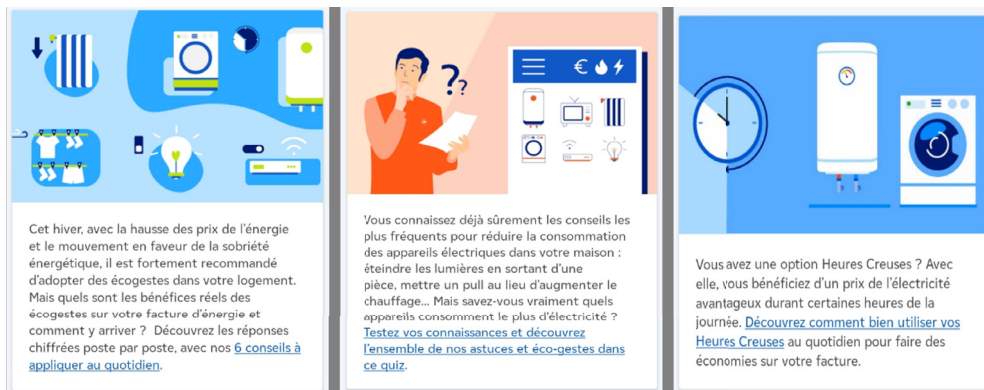 ??
?
€
Cet hiver, avec la hausse des prix de l'énergie
et le mouvement en faveur de la sobriété
énergétique, il est fortement recommandé
d'adopter des écogestes dans votre logement.
Mais quels sont les bénéfices réels des
écogestes sur votre facture d'énergie et
comment y arriver ? Découvrez les réponses
chiffrées poste par poste, avec nos 6 conseils à
appliquer au quotidien.
Vous connaissez déjà sûrement les conseils les
plus fréquents pour réduire la consommation
des appareils électriques dans votre maison :
éteindre les lumières en sortant d'une
pièce, mettre un pull au lieu d'augmenter le
chauffage... Mais savez-vous vraiment quels
appareils consomment le plus d'électricité ?
Testez vos connaissances et découvrez
l'ensemble de nos astuces et éco-gestes dans
ce quiz.
Vous avez une option Heures Creuses ? Avec
elle, vous bénéficiez d'un prix de l'électricité
avantageux durant certaines heures de la
journée. Découvrez comment bien utiliser vos
Heures Creuses au quotidien pour faire des
économies sur votre facture.